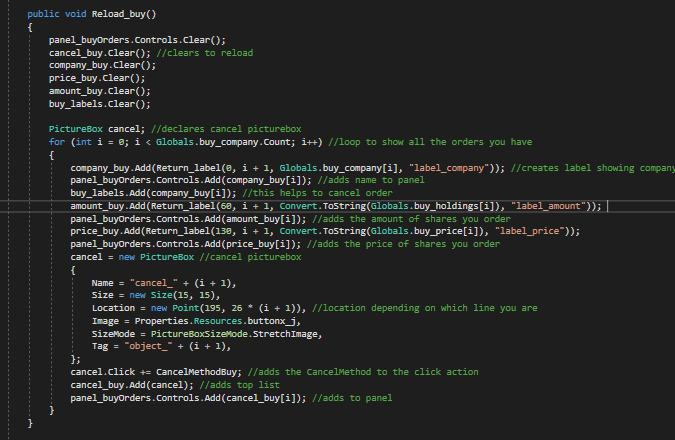 public void Reload_buy()
{
panel_buyOrders.Controls.Clear();
cancel_buy.Clear(); //clears to reload
company_buy.Clear();
price_buy.Clear();
amount_buy.Clear();
buy_labels.Clear();
PictureBox cancel; //declares cancel picturebox
for (int i = 0; i < Globals.buy_company.Count; i++) //loop to show all the orders you have
{
company_buy.Add(Return_label(0, i + 1, Globals.buy_company[i], "label_company")); //creates label showing company
panel_buyOrders.Controls.Add(company_buy[i]); //adds name to panel
buy_labels.Add(company_buy[i]); //this helps to cancel order
amount_buy.Add(Return_label(60, i + 1, Convert.ToString(Globals.buy_holdings[i]), "label_amount"));
panel_buyOrders.Controls.Add(amount_buy[i]); //adds the amount of shares you order
price_buy.Add(Return_label(130, i + 1, Convert.ToString(Globals.buy_price[i]), "label_price"));
panel_buyOrders.Controls.Add(price_buy[i]); //adds the price of shares you order
cancel = new PictureBox //cancel picturebox
{
Name = "cancel_" + (i + 1),
Size = new Size(15, 15),
Location = new Point(195, 26 * (i + 1)), //location depending on which line you are
Image = Properties.Resources.buttonx_j,
SizeMode = PictureBoxSizeMode.StretchImage,
Tag = "object_" + (i + 1),
};
cancel.Click += CancelMethodBuy; //adds the CancelMethod to the click action
cancel_buy.Add(cancel); //adds top list
panel_buyOrders.Controls.Add(cancel_buy[i]); //adds to panel
}
}